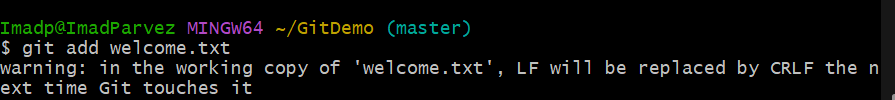 Imadp@ImadParvez MINGW64 ~/GitDemo (master)
$ git add welcome.txt
warning: in the working copy of 'welcome.txt', LF will be replaced by CRLF the n
ext time Git touches it